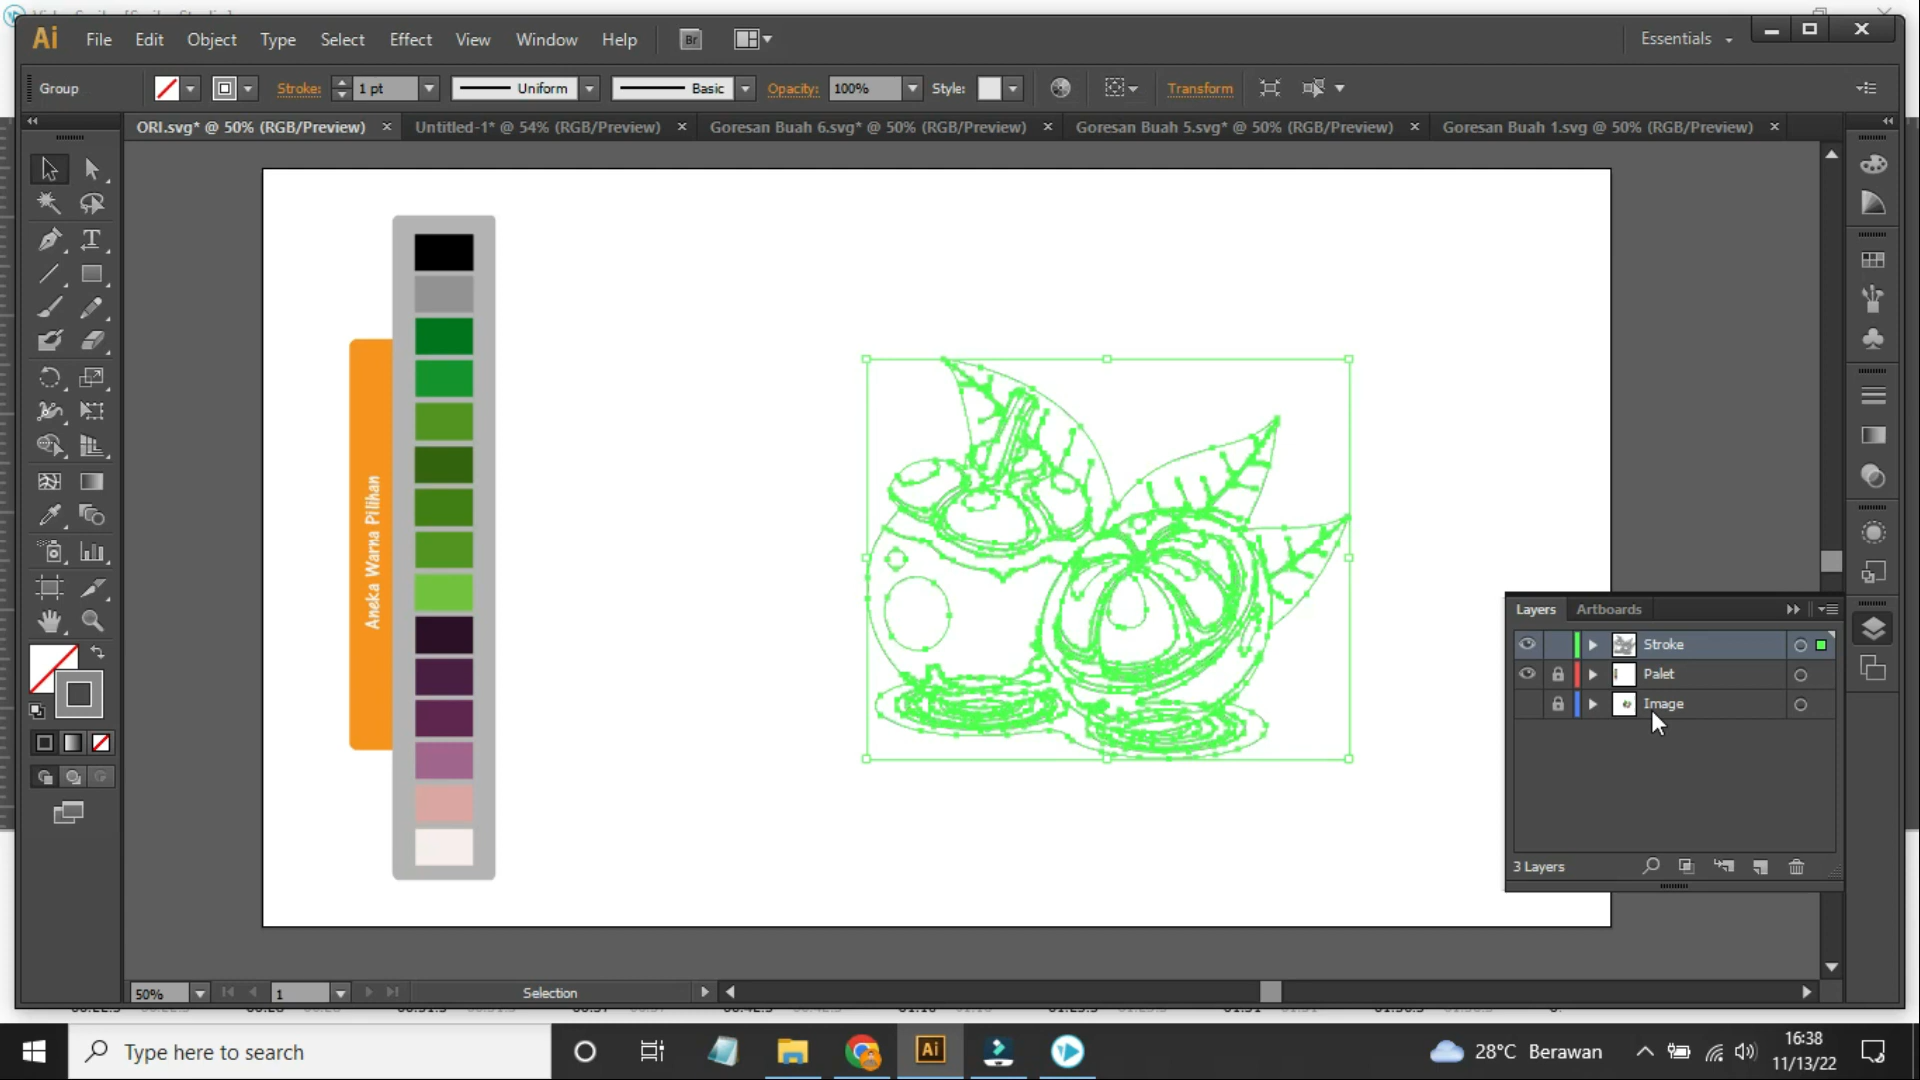 Ai File Edit Object Type Select Effect View Window Help Br Essentials
Group Stroke: 1 pt Uniform Basic Opacity: 100% Style: Transform
ORI.svg* @ 50% (RGB/Preview) Untitled-1* @ 54% (RGB/Preview) Goresan Buah 6.svg* @ 50% (RGB/Preview) Goresan Buah 5.svg* @ 50% (RGB/Preview) Goresan Buah 1.svg @ 50% (RGB/Preview)
Aneka Warna Pilihan
Layers Artboards
Stroke
Palet
Image
3 Layers
50% 1 Selection
Type here to search
Ai
28°C Berawan
16:38
11/13/22